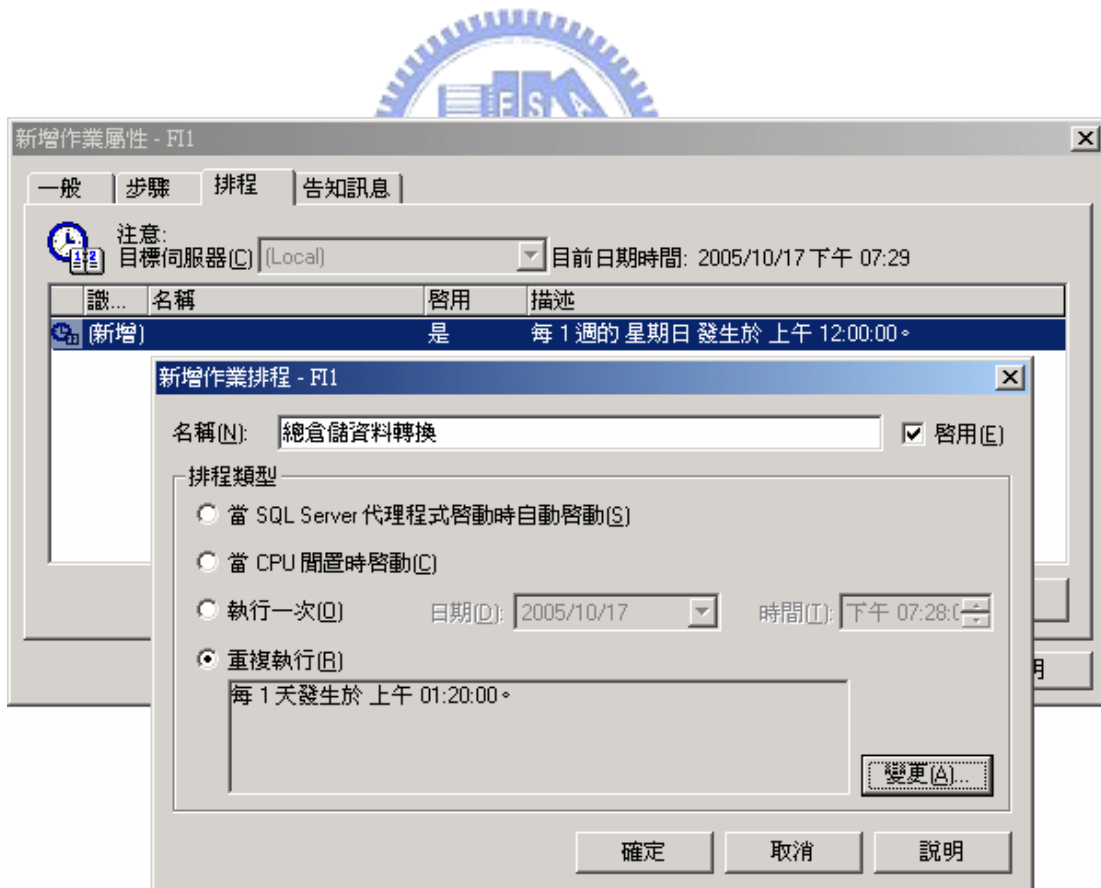 ESA
新增作業屬性 - FI1
一般 步驟 排程 告知訊息
注意:
目標伺服器(C) (Local) 目前日期時間: 2005/10/17 下午 07:29
識... 名稱 啓用 描述
(新增) 是 每 1 週的 星期日 發生於 上午 12:00:00。
新增作業排程 - FI1
名稱(N): 總倉儲資料轉換 啓用(E)
排程類型
當 SQL Server 代理程式啓動時自動啓動(S)
當 CPU 閒置時啓動(C)
執行一次(O) 日期(D): 2005/10/17 時間(T): 下午 07:28:
重複執行(R)
每 1 天發生於 上午 01:20:00。
變更(A)...
確定 取消 說明